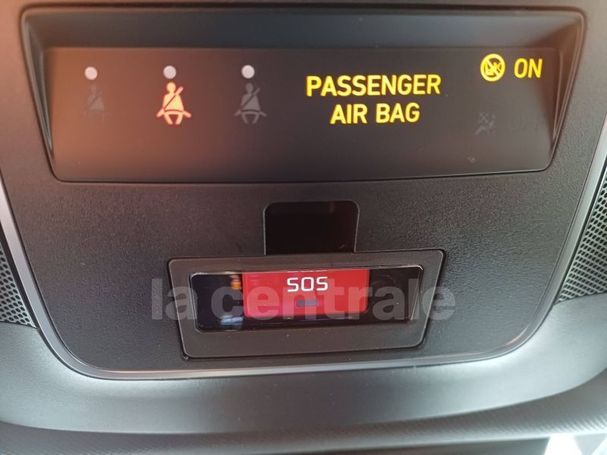 PASSENGER
AIR BAG
ON
SOS
la centrale